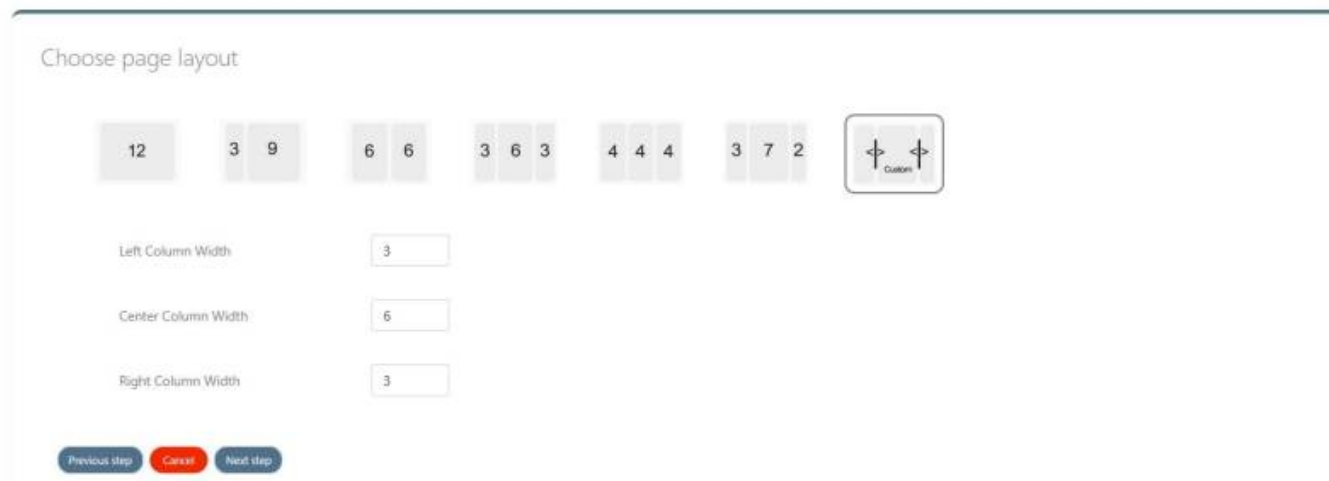 Choose page layout
12 3 9 6 6 3 6 3 4 4 4 3 7 2 <> <>
Custom
Left Column Width 3
Center Column Width 6
Right Column Width 3
Previous step Cancel Next step